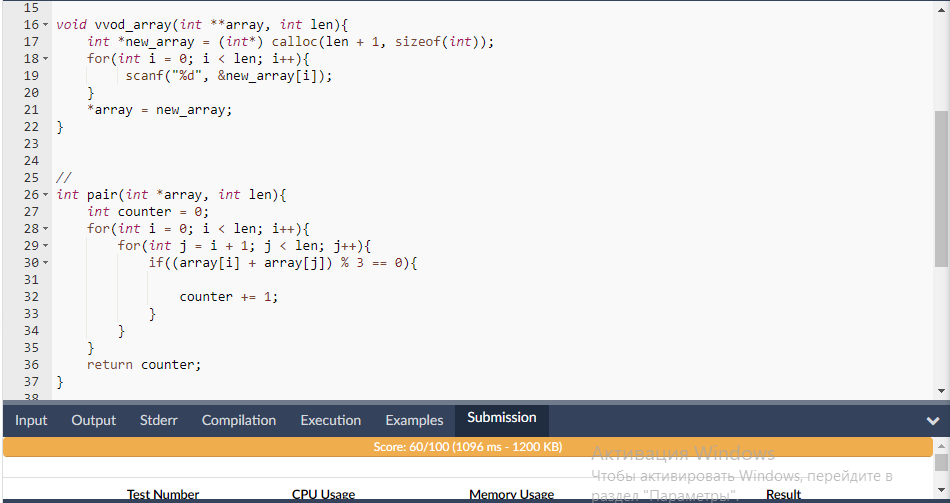 15
16 void vvod_array(int **array, int len){
17     int *new_array = (int*) calloc(len + 1, sizeof(int));
18     for(int i = 0; i < len; i++){
19          scanf("%d", &new_array[i]);
20     }
21     *array = new_array;
22 }
23
24
25 //
26 int pair(int *array, int len){
27     int counter = 0;
28     for(int i = 0; i < len; i++){
29         for(int j = i + 1; j < len; j++){
30             if((array[i] + array[j]) % 3 == 0){
31
32                 counter += 1;
33             }
34         }
35     }
36     return counter;
37 }
38
Input Output Stderr Compilation Execution Examples Submission
Score: 60/100 (1096 ms - 1200 KB)
Активация Windows
Чтобы активировать Windows, перейдите в
раздел "Параметры".
Test Number CPU Usage Memory Usage Result